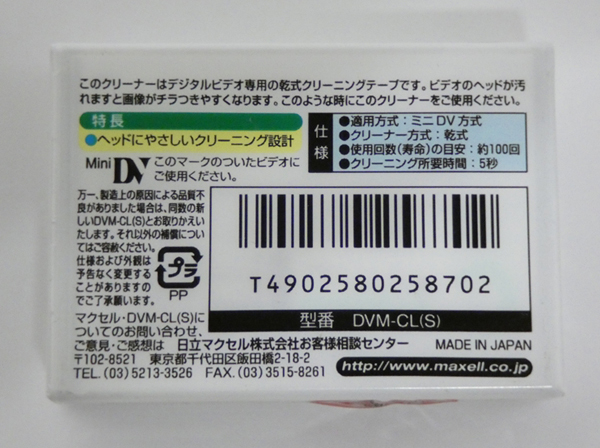 このクリーナーはデジタルビデオ専用の乾式クリーニングテープです。ビデオのヘッドが汚
れますと画像がチラつきやすくなります。このような時にこのクリーナーをご使用ください。
特長
●ヘッドにやさしいクリーニング設計
Mini DV このマークのついたビデオに
ご使用ください。
仕様
●適用方式：ミニDV方式
●クリーナー方式：乾式
●使用回数(寿命)の目安：約100回
●クリーニング所要時間：5秒
万一、製造上の原因による品質不
良がありました場合は、同数の新
しいDVM-CL(S)とお取りかえい
たします。それ以外の補償につい
てはご容赦ください。
仕様および外観は
予告なく変更する
ことがありますの
でご了承願います。
プラ
PP
T4902580258702
型番 DVM-CL(S)
マクセル・DVM-CL(S)に
ついてのお問い合わせ、
ご意見・ご感想は 日立マクセル株式会社お客様相談センター
〒102-8521 東京都千代田区飯田橋2-18-2
TEL. (03) 5213-3526 FAX. (03) 3515-8261
MADE IN JAPAN
http://www.maxell.co.jp